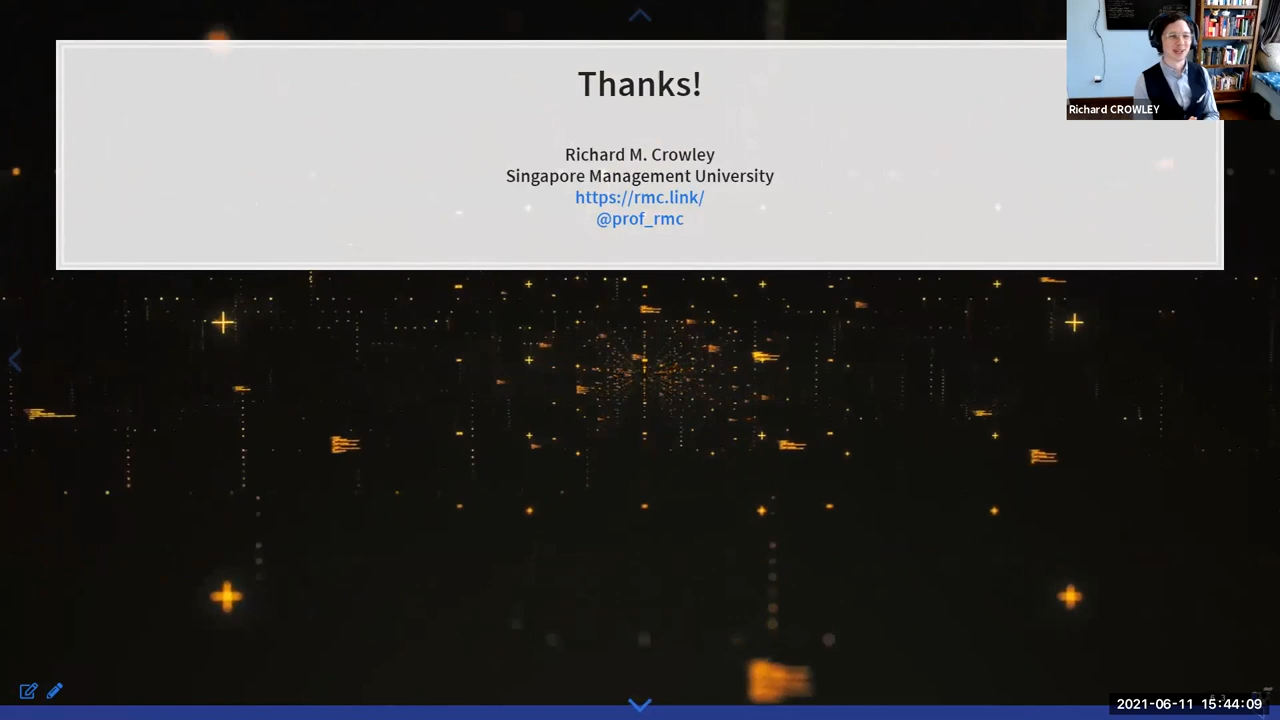 Thanks!
Richard M. Crowley
Singapore Management University
https://rmc.link/
@prof_rmc
Richard CROWLEY
2021-06-11 15:44:09